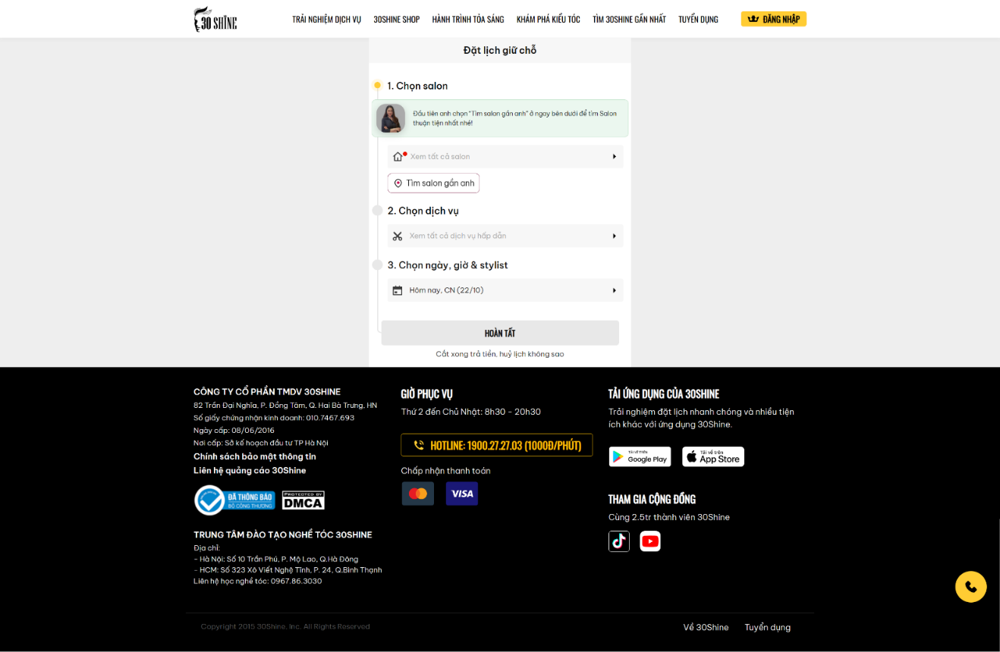 30 SHINE
TRẢI NGHIỆM DỊCH VỤ
30SHINE SHOP
HÀNH TRÌNH TỎA SÁNG
KHÁM PHÁ KIỂU TÓC
TÌM 30SHINE GẦN NHẤT
TUYỂN DỤNG
ĐĂNG NHẬP
Đặt lịch giữ chỗ
1. Chọn salon
Đầu tiên anh chọn "Tìm salon gần anh" ở ngay bên dưới để tìm Salon
thuận tiện nhất nhé!
Xem tất cả salon
Tìm salon gần anh
2. Chọn dịch vụ
Xem tất cả dịch vụ hấp dẫn
3. Chọn ngày, giờ & stylist
Hôm nay, CN (22/10)
HOÀN TẤT
Cắt xong trả tiền, huỷ lịch không sao
CÔNG TY CỔ PHẦN TMDV 30SHINE
82 Trần Đại Nghĩa, P. Đồng Tâm, Q. Hai Bà Trưng, HN
Số giấy chứng nhận kinh doanh: 010.7467.693
Ngày cấp: 08/06/2016
Nơi cấp: Sở kế hoạch đầu tư TP Hà Nội
Chính sách bảo mật thông tin
Liên hệ quảng cáo 30Shine
ĐÃ THÔNG BÁO
BỘ CÔNG THƯƠNG
PROTECTED BY
DMCA
TRUNG TÂM ĐÀO TẠO NGHỀ TÓC 30SHINE
Địa chỉ:
- Hà Nội: Số 10 Trần Phú, P. Mộ Lao, Q.Hà Đông
- HCM: Số 323 Xô Viết Nghệ Tĩnh, P. 24, Q.Bình Thạnh
Liên hệ học nghề tóc: 0967.86.3030
GIỜ PHỤC VỤ
Thứ 2 đến Chủ Nhật: 8h30 - 20h30
HOTLINE: 1900.27.27.03 (1000Đ/PHÚT)
Chấp nhận thanh toán
VISA
TẢI ỨNG DỤNG CỦA 30SHINE
Trải nghiệm đặt lịch nhanh chóng và nhiều tiện
ích khác với ứng dụng 30Shine.
TẢI VỀ TRÊN
Google Play
Tải về trên
App Store
THAM GIA CỘNG ĐỒNG
Cùng 2.5tr thành viên 30Shine
Copyright 2015 30Shine, Inc. All Rights Reserved
Về 30Shine
Tuyển dụng